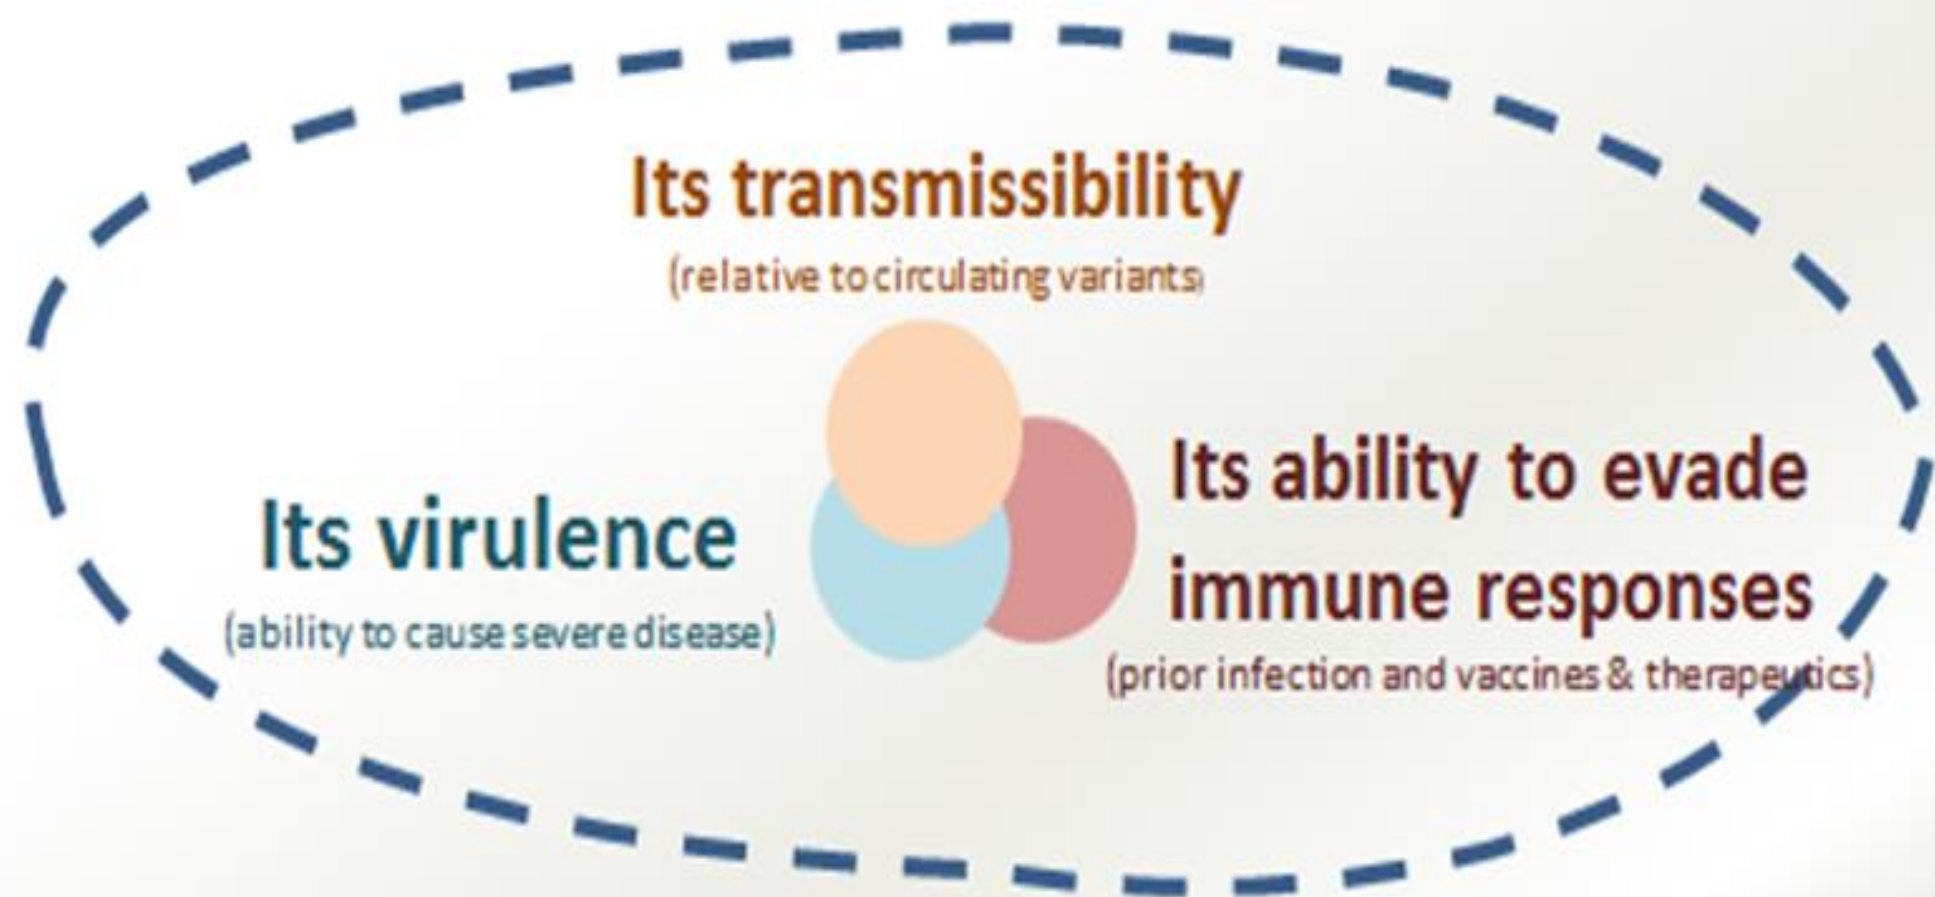 Its transmissibility
(relative to circulating variants)
Its virulence
(ability to cause severe disease)
Its ability to evade
immune responses
(prior infection and vaccines & therapeutics)